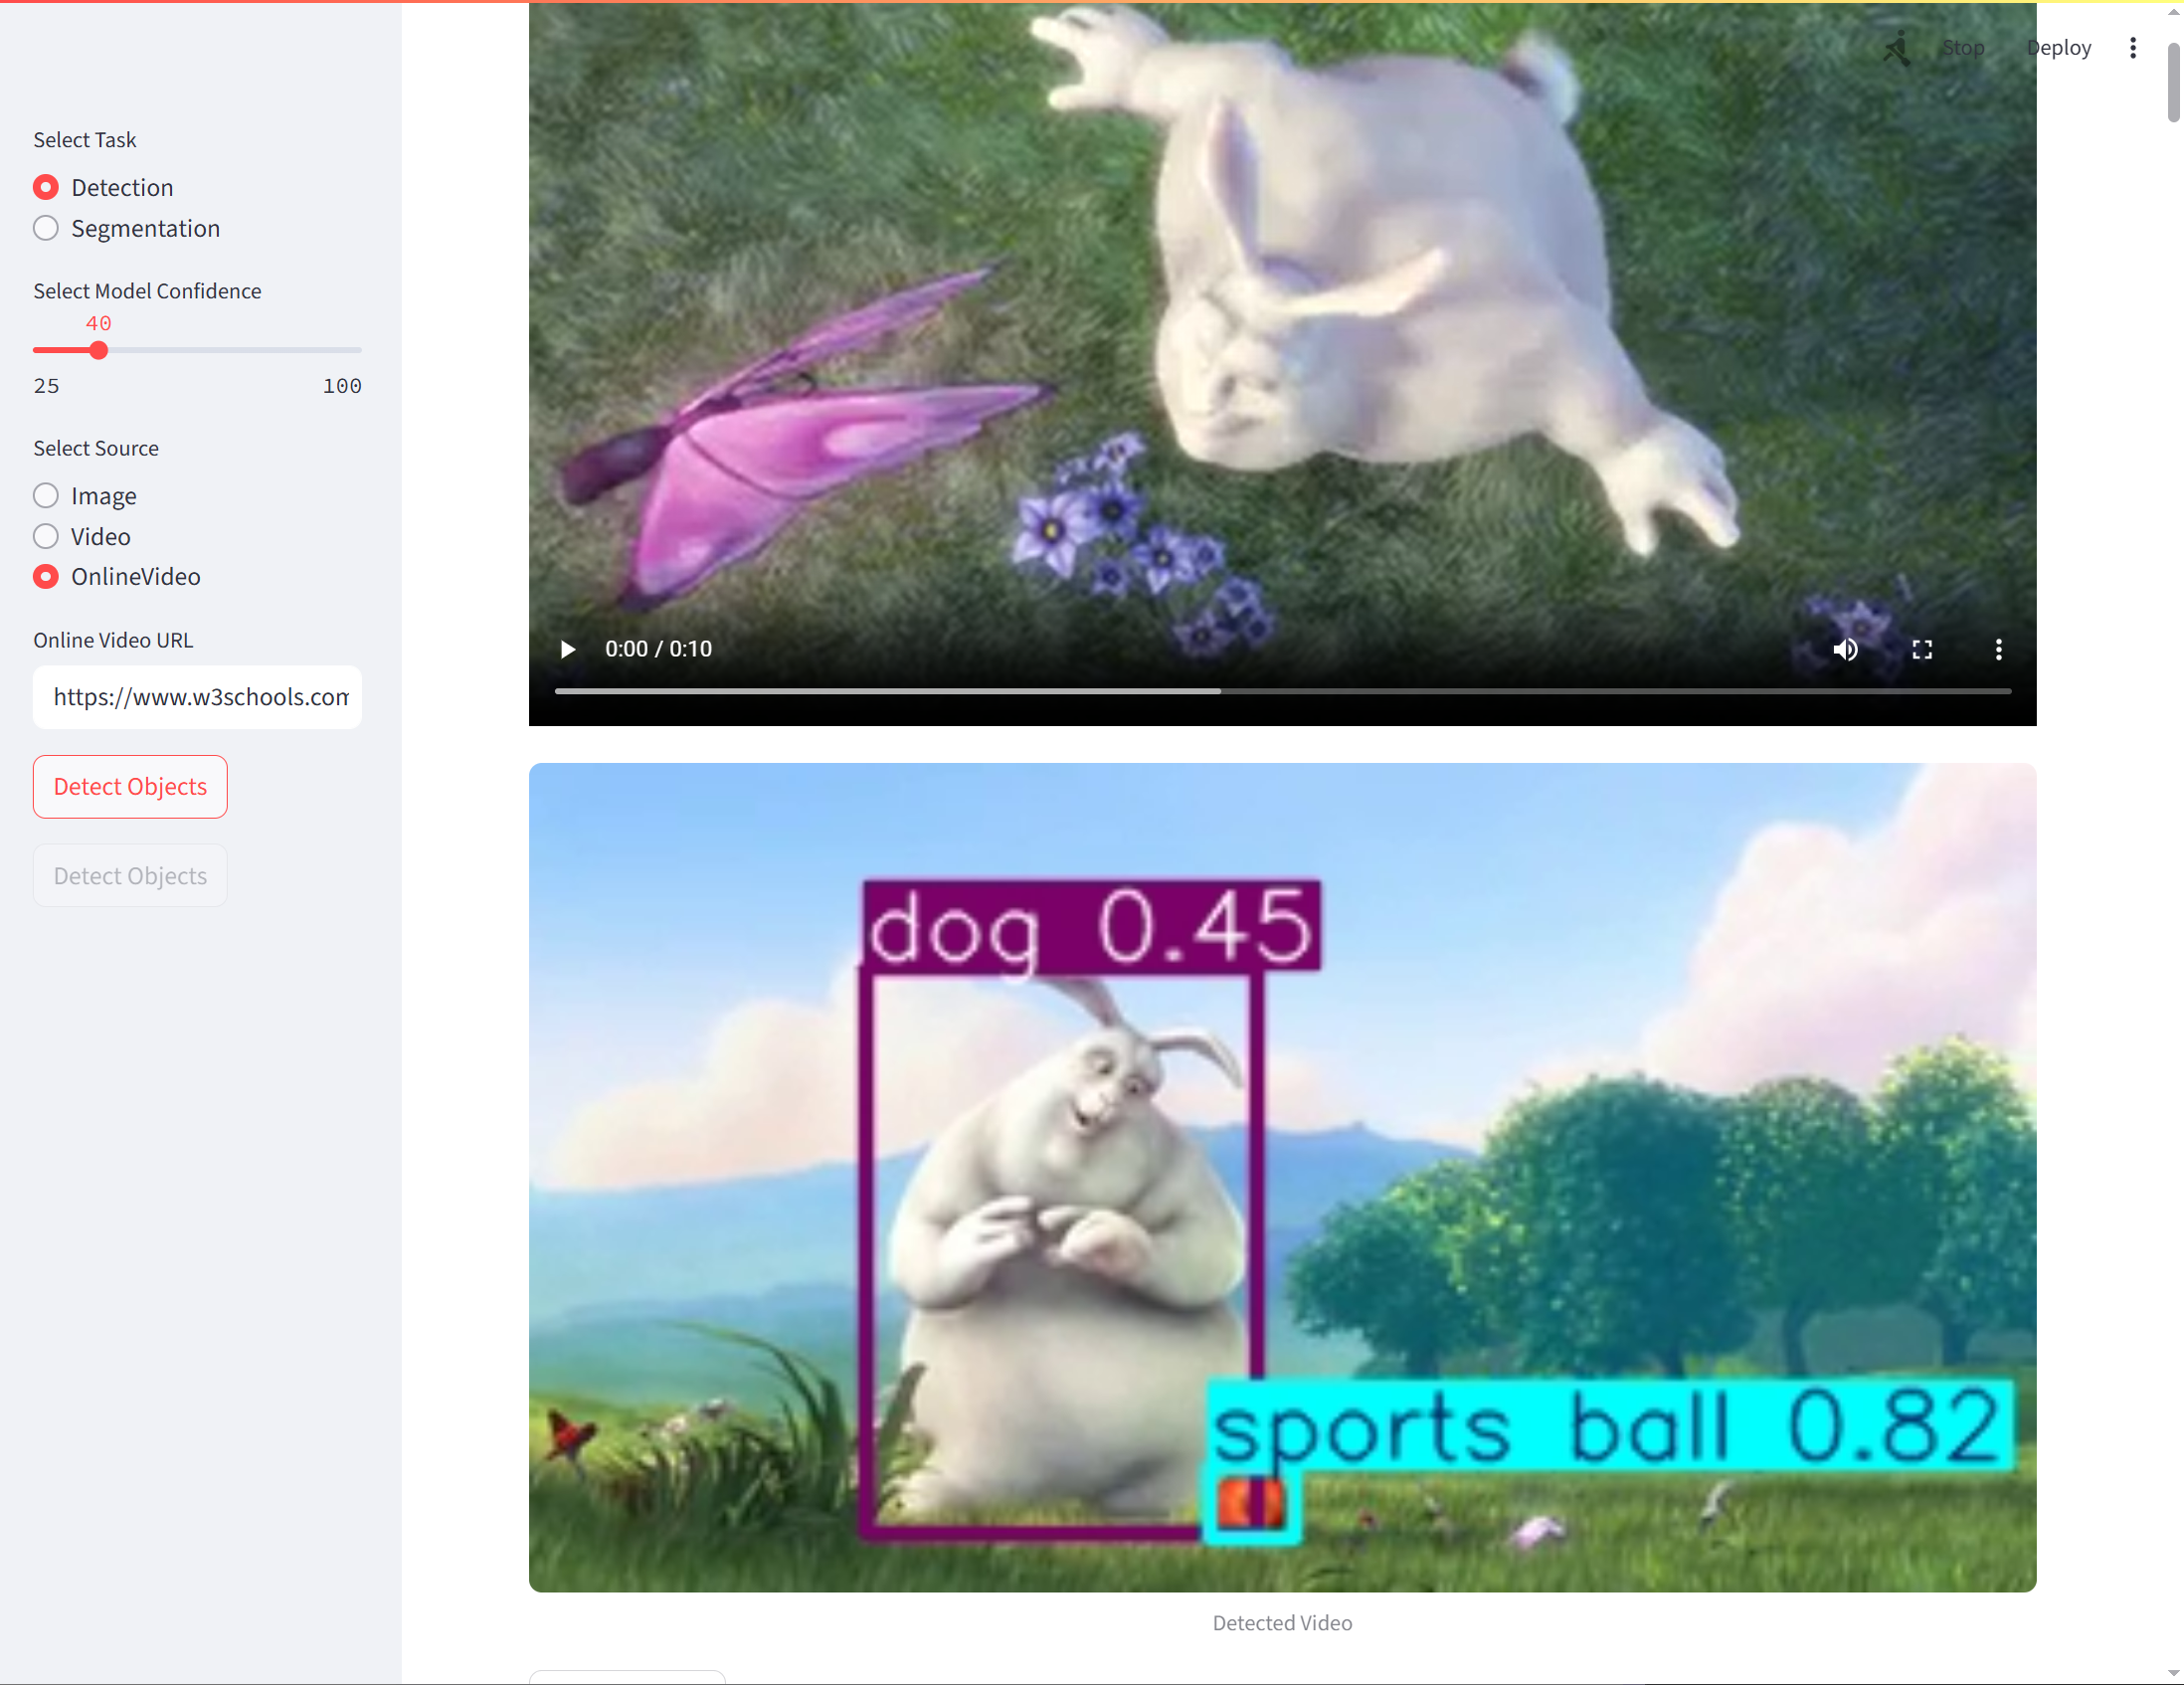 Stop
Deploy
Select Task
Detection
Segmentation
Select Model Confidence
40
25
100
Select Source
Image
Video
OnlineVideo
Online Video URL
https://www.w3schools.com
Detect Objects
Detect Objects
0:00 / 0:10
dog 0.45
sports ball 0.82
Detected Video